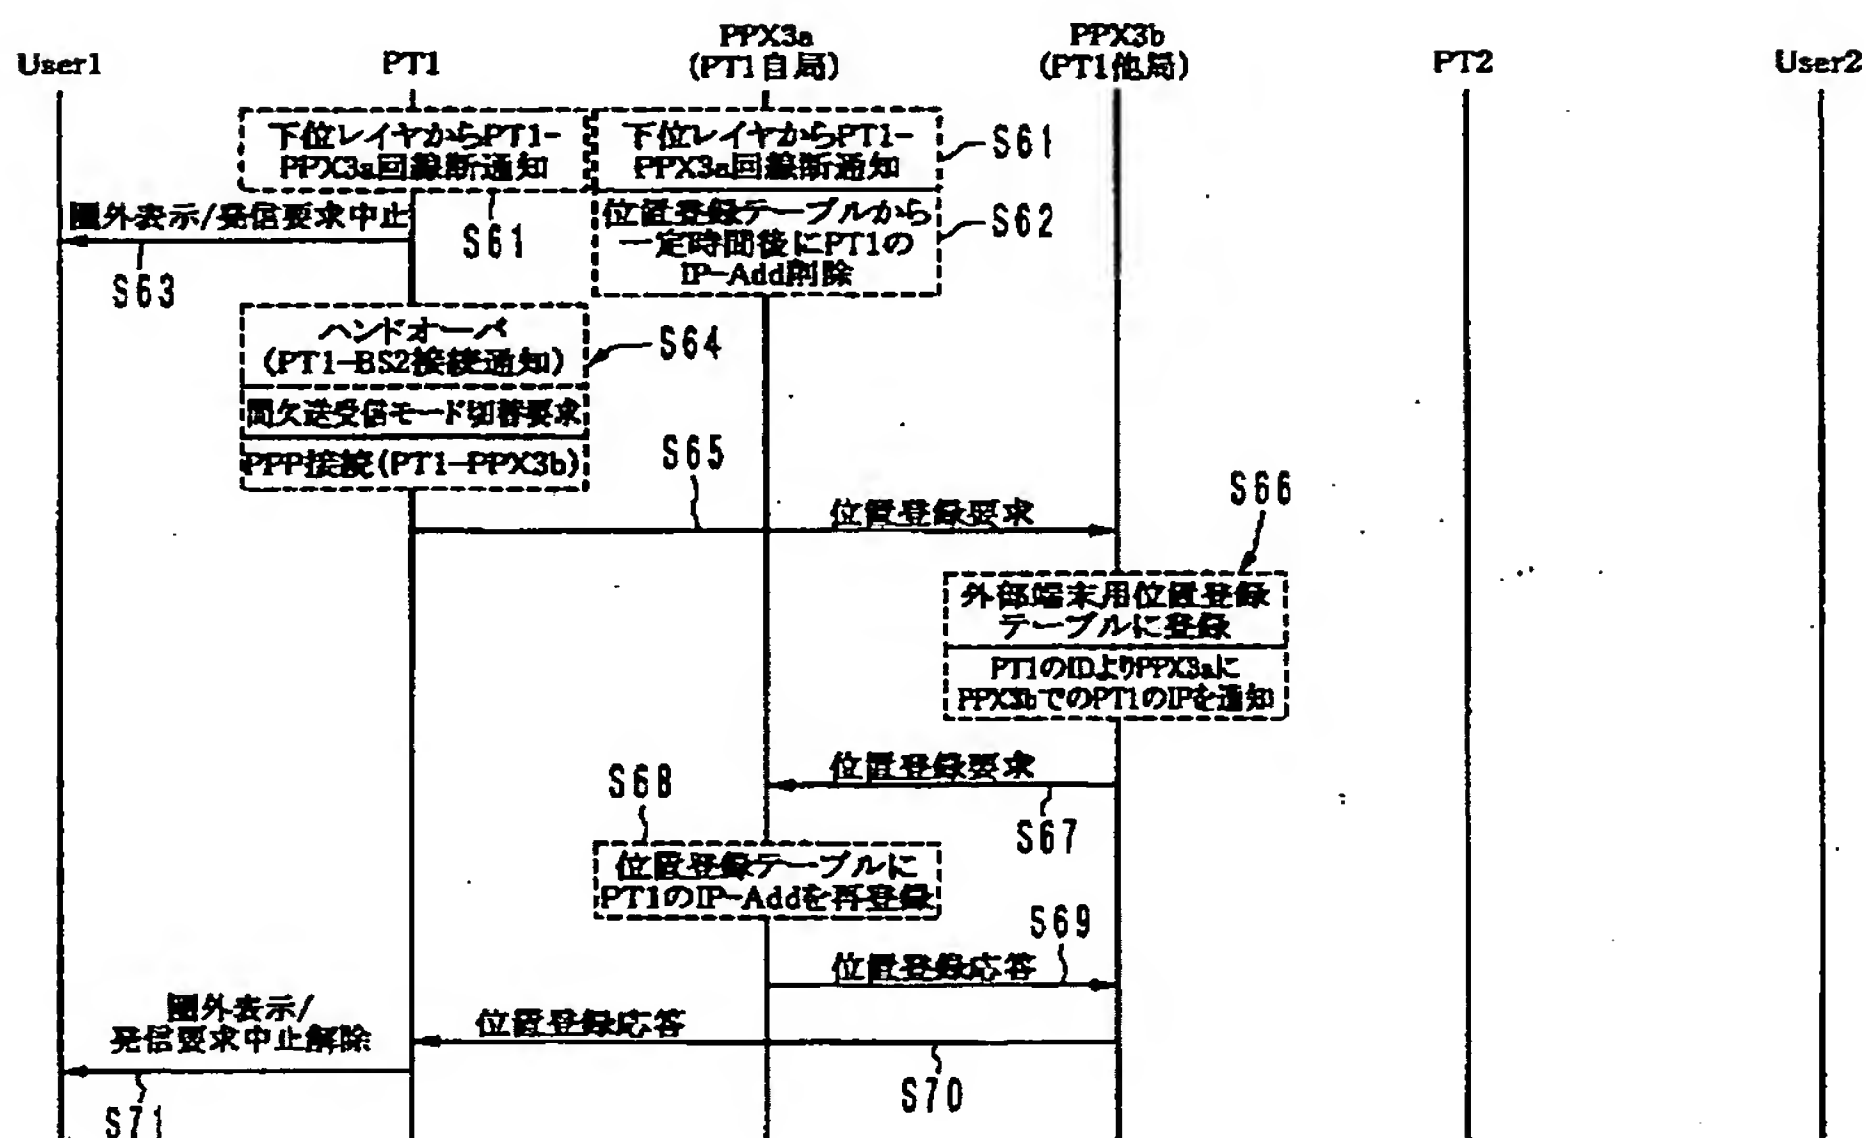 User1
PT1
PPX3a
(PT1自局)
PPX3b
(PT1他局)
PT2
User2
下位レイヤからPT1-
PPX3a回線断通知
下位レイヤからPT1-
PPX3a回線断通知
S61
圏外表示/発信要求中止
S61
位置登録テーブルから
一定時間後にPT1の
IP-Add削除
S62
S63
ハンドオーバ
(PT1-BS2接続通知)
S64
間欠送受信モード切替要求
PPP接続(PT1-PPX3b)
S65
位置登録要求
S66
外部端末用位置登録
テーブルに登録
PT1のIDよりPPX3aに
PPX3bでのPT1のIPを通知
位置登録要求
S67
S68
位置登録テーブルに
PT1のIP-Addを再登録
S69
位置登録応答
圏外表示/
発信要求中止解除
位置登録応答
S70
S71